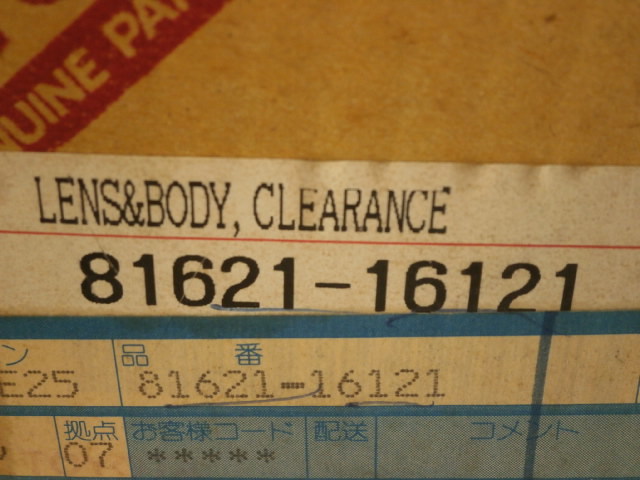 UINE PA
LENS&BODY, CLEARANCE
81621-16121
ン 品番
E25 81621-16121
拠点 お客様コード 配送 コメント
07 *****